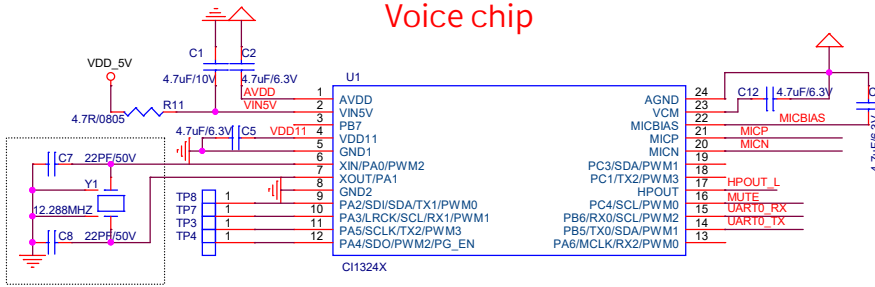 Voice chip
C1
C2
VDD_5V
4.7uF/10V
4.7uF/6.3V
U1
AVDD
VIN5V
R11
4.7R/0805
1
2
3
4
5
6
7
8
9
10
11
12
AVDD
VIN5V
PB7
VDD11
GND1
XIN/PA0/PWM2
XOUT/PA1
GND2
PA2/SDI/SDA/TX1/PWM0
PA3/LRCK/SCL/RX1/PWM1
PA5/SCLK/TX2/PWM3
PA4/SDO/PWM2/PG_EN
24
23
22
21
20
19
18
17
16
15
14
13
AGND
VCM
MICBIAS
MICP
MICN
PC3/SDA/PWM1
PC1/TX2/PWM3
HPOUT
PC4/SCL/PWM0
PB6/RX0/SCL/PWM2
PB5/TX0/SDA/PWM1
PA6/MCLK/RX2/PWM0
C12
4.7uF/6.3V
MICBIAS
MICP
MICN
HPOUT_L
MUTE
UART0_RX
UART0_TX
4.7uF/6.3V
C5
VDD11
C7
22PF/50V
Y1
12.288MHZ
C8
22PF/50V
TP8
1
TP7
1
TP3
1
TP4
1
CI1324X